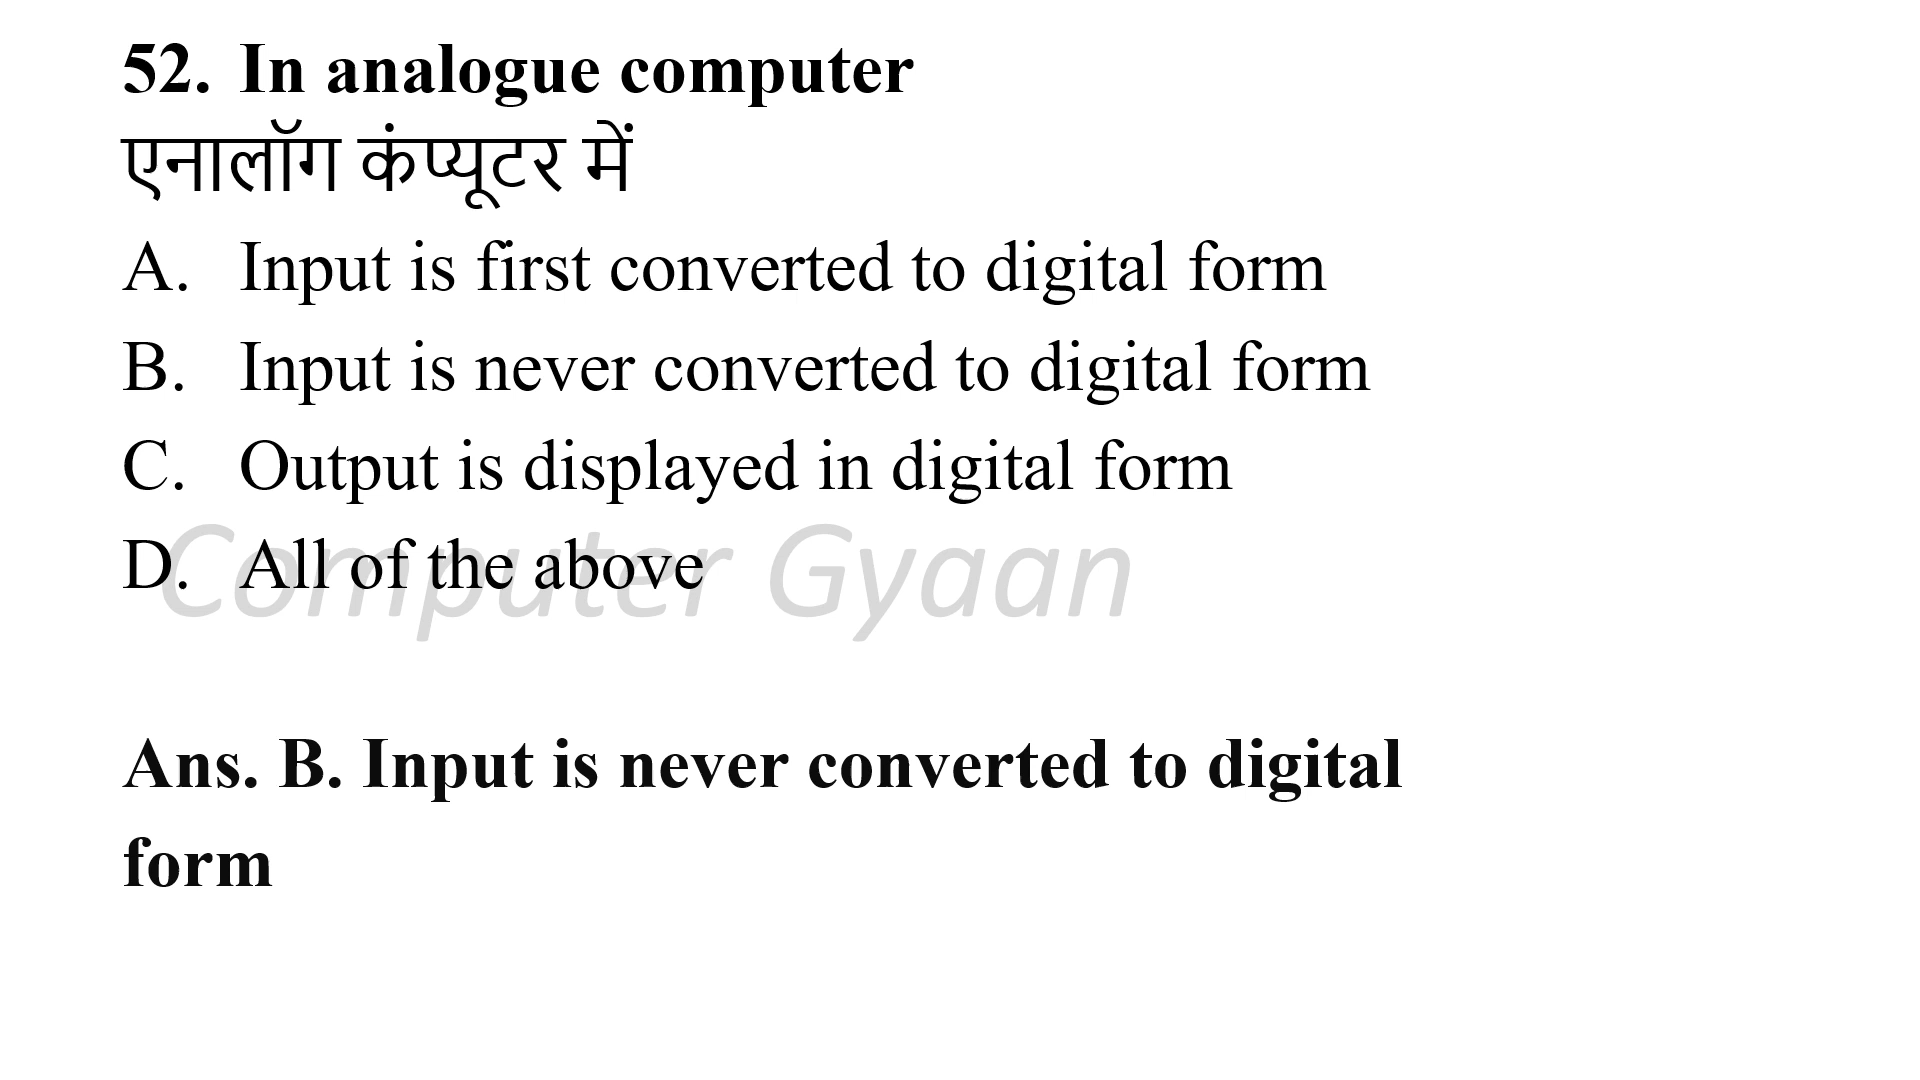 52. In analogue computer
एनालॉग कंप्यूटर में
A. Input is first converted to digital form
B. Input is never converted to digital form
C. Output is displayed in digital form
D. All of the above
Computer Gyaan
Ans. B. Input is never converted to digital
form